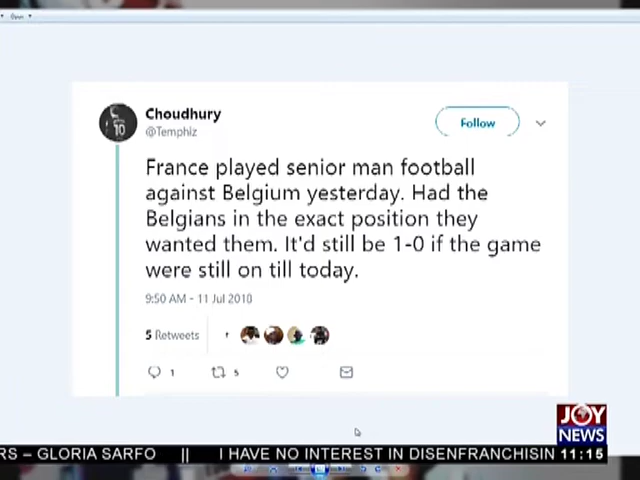 Open
Choudhury
@Temphiz
Follow
France played senior man football
against Belgium yesterday. Had the
Belgians in the exact position they
wanted them. It'd still be 1-0 if the game
were still on till today.
9:50 AM - 11 Jul 2018
5 Retweets
1
5
JOY
NEWS
RS – GLORIA SARFO || I HAVE NO INTEREST IN DISENFRANCHISIN
11:15